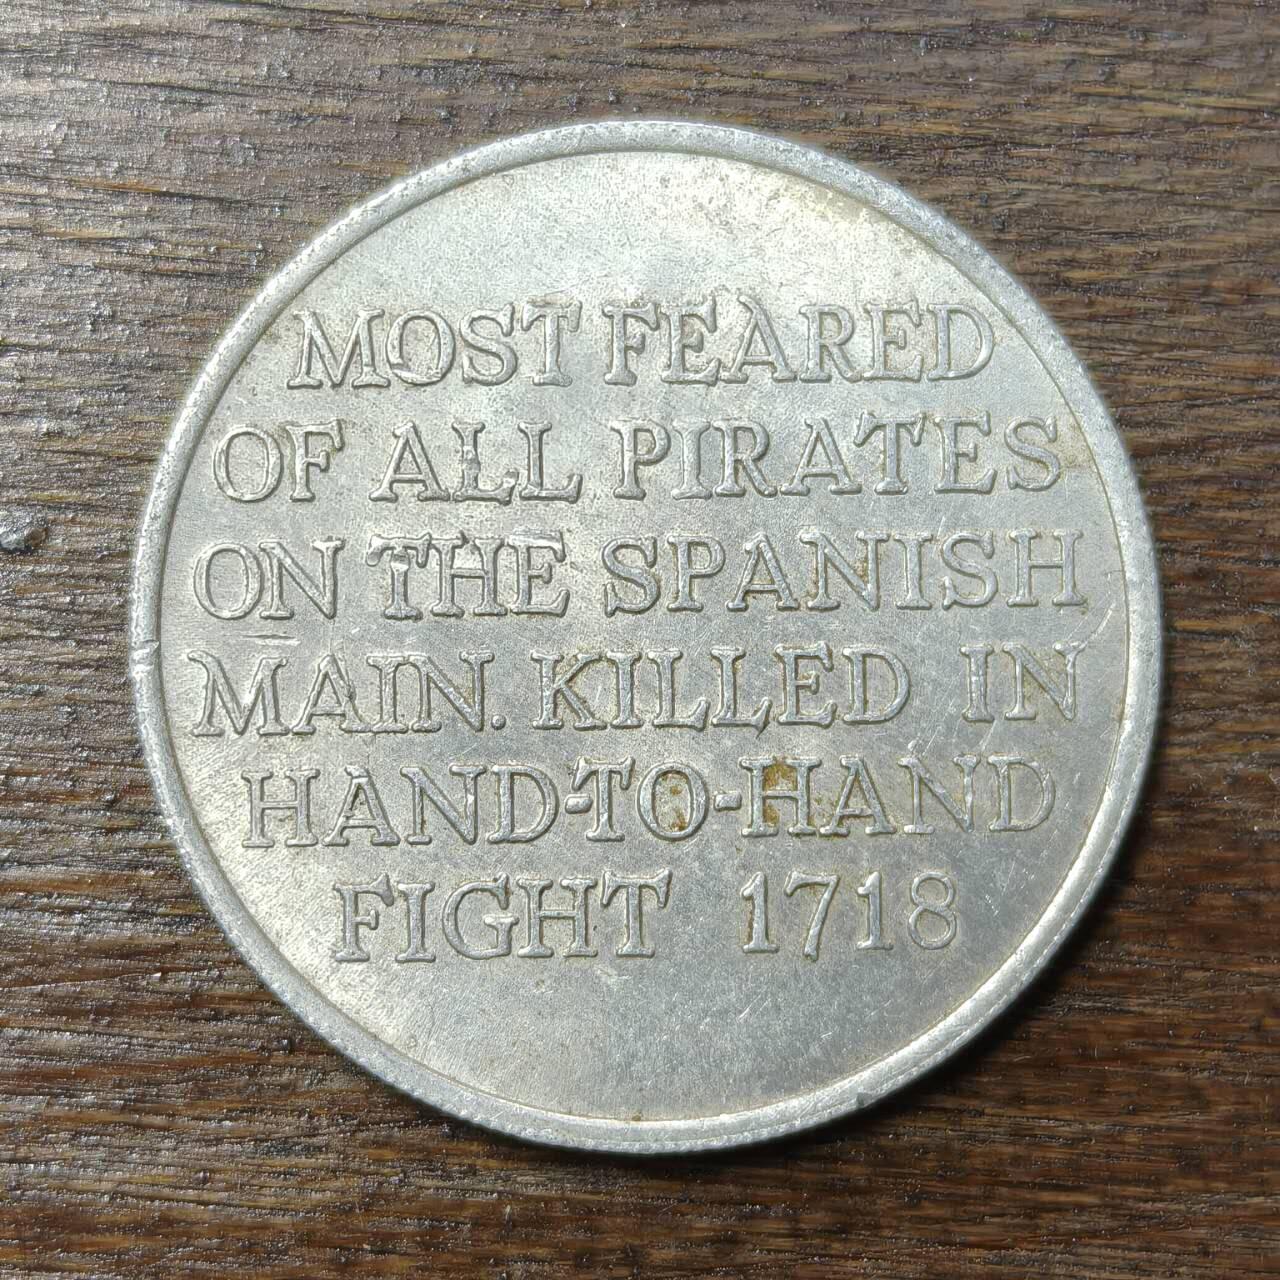 MOST FEARED
OF ALL PIRATES
ON THE SPANISH
MAIN. KILLED IN
HAND-TO-HAND
FIGHT 1718